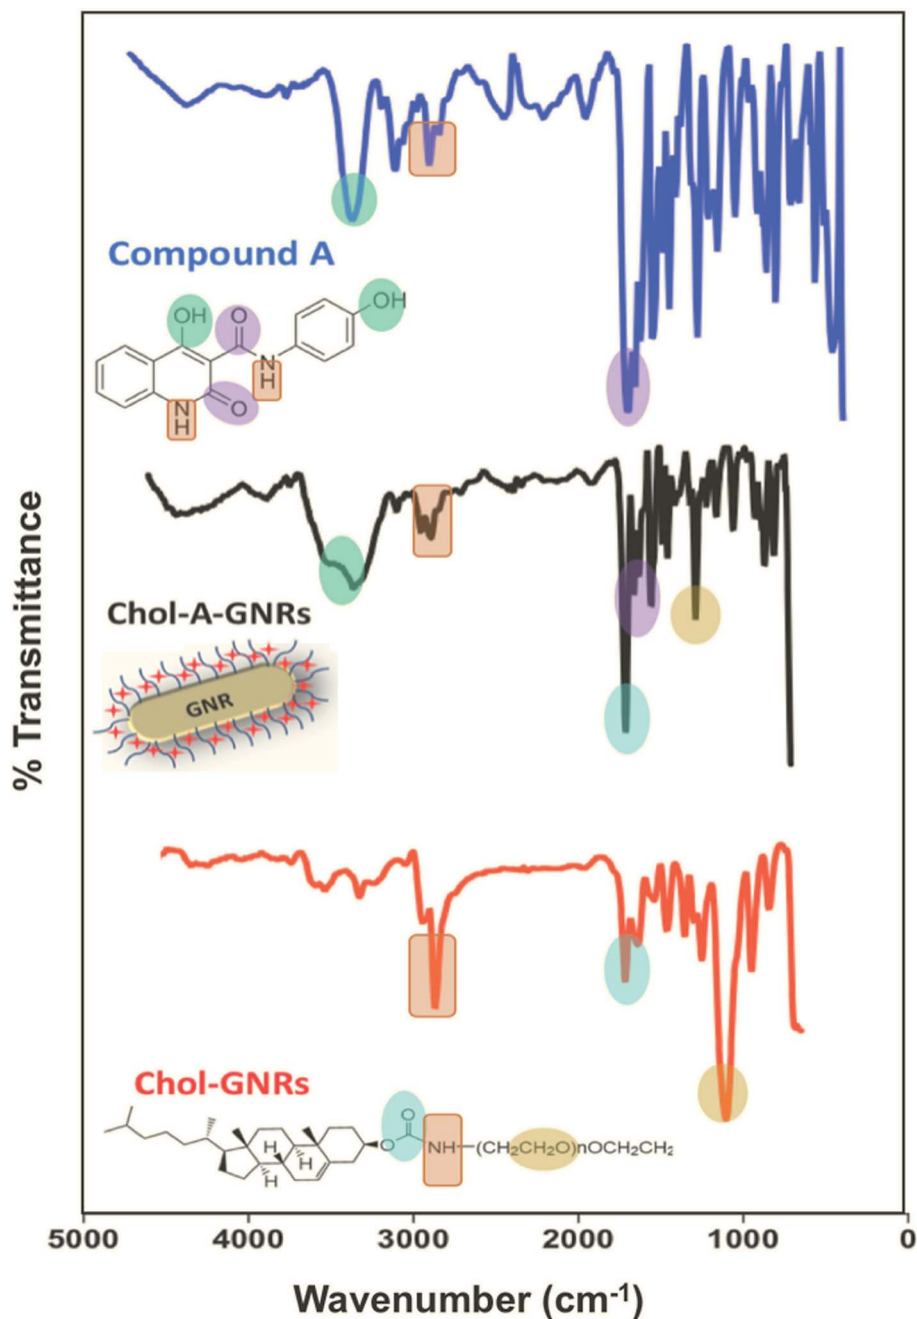 Compound A
OH
O
OH
N
H
N
H
O
Chol-A-GNRs
GNR
Chol-GNRs
O
O
NH
(CH₂CH₂O)nOCH₂CH₂
H
H
H
H
% Transmittance
5000 4000 3000 2000 1000 0
Wavenumber (cm⁻¹)